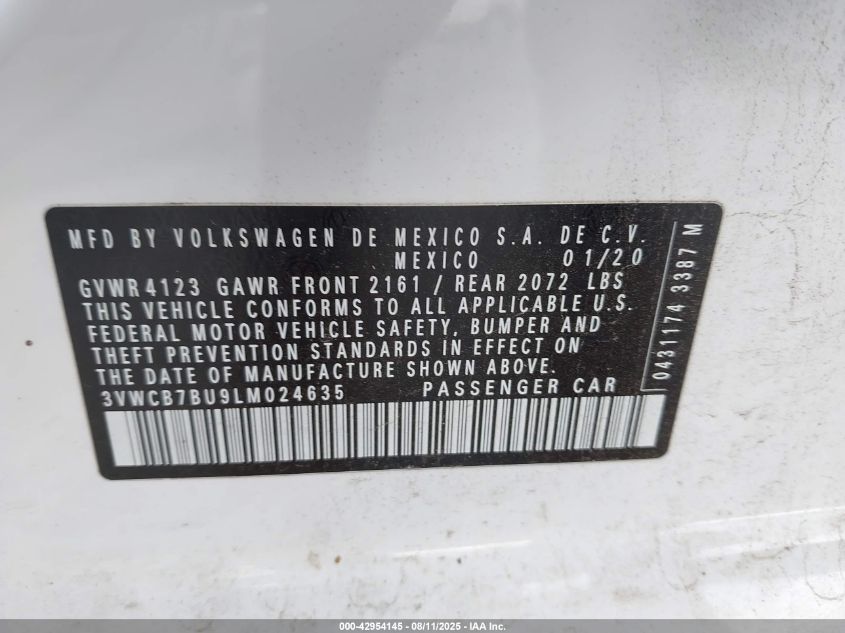 MFD BY VOLKSWAGEN DE MEXICO S.A. DE C.V.
MEXICO 01/20
GVWR 4123 GAWR FRONT 2161 / REAR 2072 LBS
THIS VEHICLE CONFORMS TO ALL APPLICABLE U.S.
FEDERAL MOTOR VEHICLE SAFETY, BUMPER AND
THEFT PREVENTION STANDARDS IN EFFECT ON
THE DATE OF MANUFACTURE SHOWN ABOVE.
3VWCB7BU9LM024635 PASSENGER CAR
0431174 3387 M
000-42954145 - 08/11/2025 - IAA Inc.